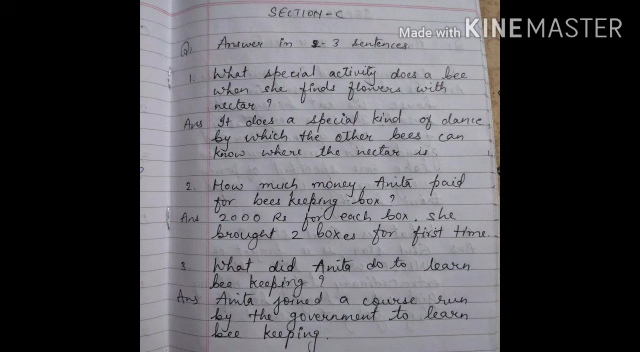 Made with KINEMASTER
SECTION-C
Q. Answer in 2-3 sentences
1. What special activity does a bee
when she finds flowers with
nectar?
Ans It does a special kind of dance
by which the other bees can
know where the nectar is.
2. How much money, Anita paid
for bees keeping box?
Ans 2000 Rs for each box. She
brought 2 boxes for first time.
3. What did Anita do to learn
bee keeping?
Ans Anita joined a course run
by the government to learn
bee keeping.